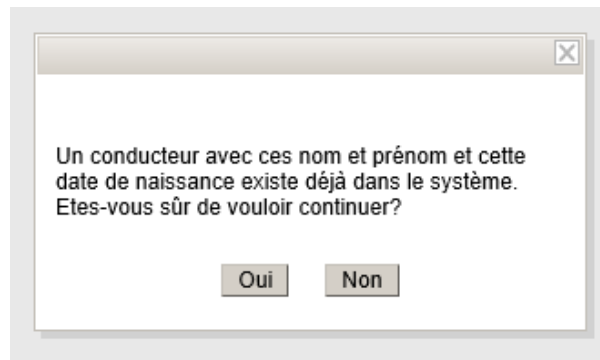 Un conducteur avec ces nom et prénom et cette
date de naissance existe déjà dans le système.
Etes-vous sûr de vouloir continuer?
Oui Non